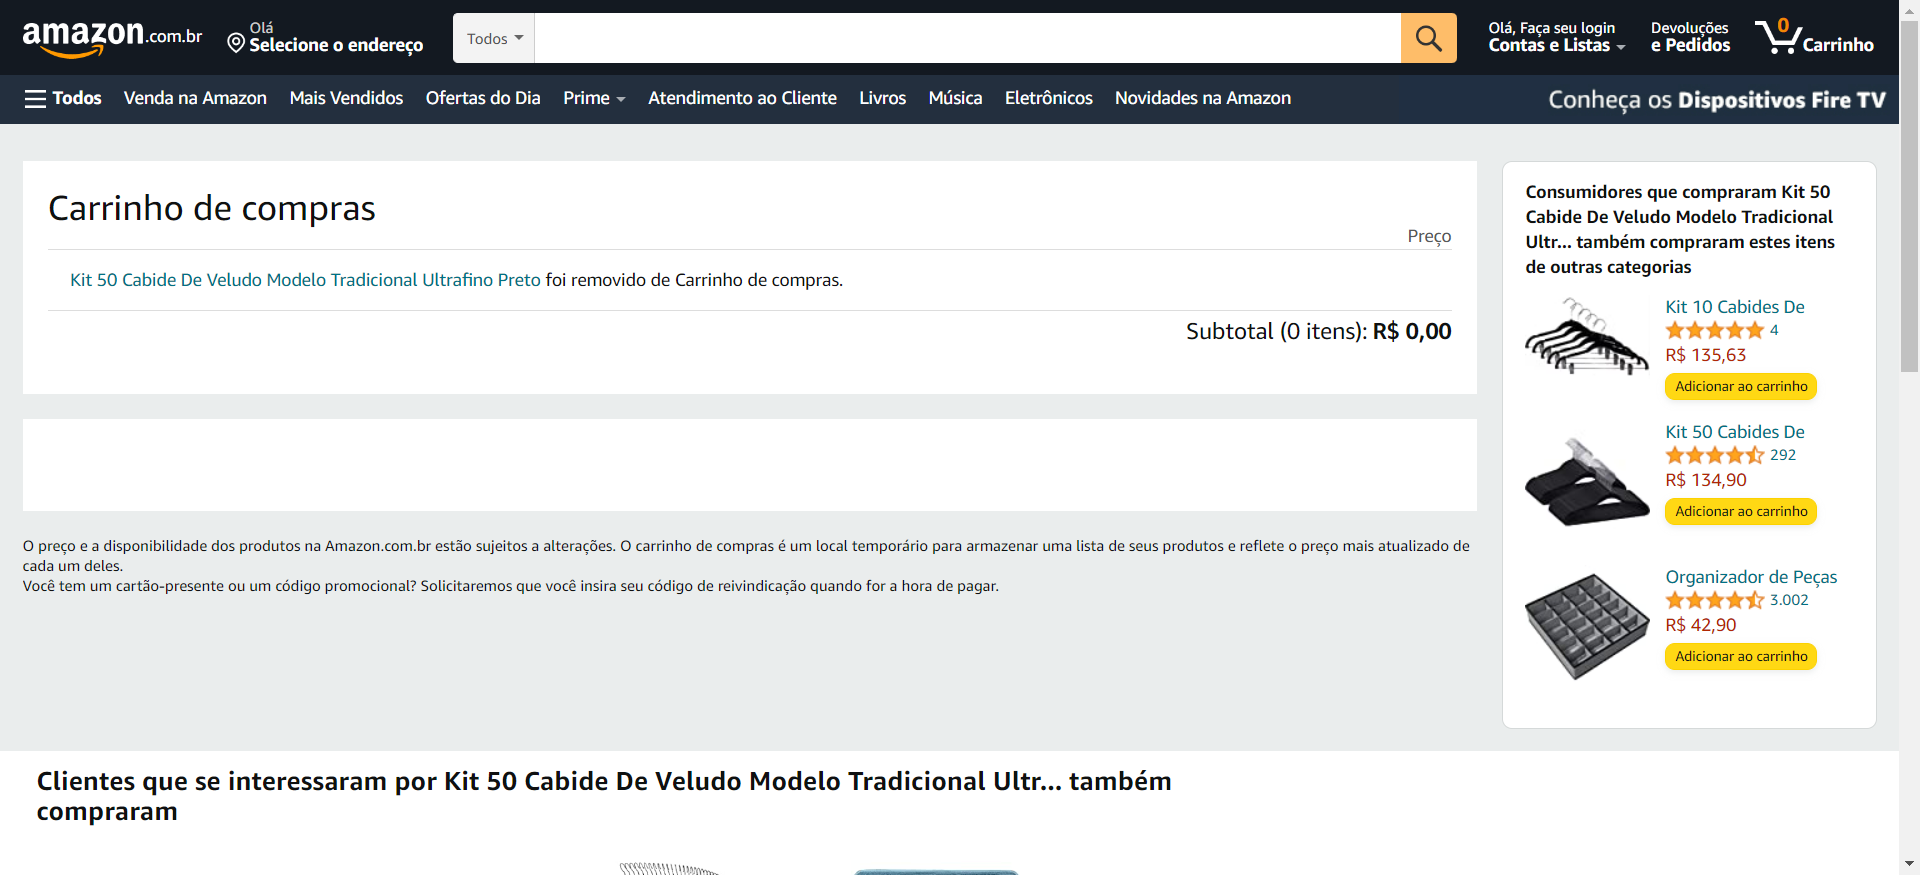 amazon.com.br
Olá
Selecione o endereço
Todos
Olá, Faça seu login
Contas e Listas
Devoluções
e Pedidos
0
Carrinho
Todos
Venda na Amazon
Mais Vendidos
Ofertas do Dia
Prime
Atendimento ao Cliente
Livros
Música
Eletrônicos
Novidades na Amazon
Conheça os Dispositivos Fire TV
Carrinho de compras
Preço
Kit 50 Cabide De Veludo Modelo Tradicional Ultrafino Preto foi removido de Carrinho de compras.
Subtotal (0 itens): R$ 0,00
O preço e a disponibilidade dos produtos na Amazon.com.br estão sujeitos a alterações. O carrinho de compras é um local temporário para armazenar uma lista de seus produtos e reflete o preço mais atualizado de
cada um deles.
Você tem um cartão-presente ou um código promocional? Solicitaremos que você insira seu código de reivindicação quando for a hora de pagar.
Consumidores que compraram Kit 50
Cabide De Veludo Modelo Tradicional
Ultr... também compraram estes itens
de outras categorias
Kit 10 Cabides De
4
R$ 135,63
Adicionar ao carrinho
Kit 50 Cabides De
292
R$ 134,90
Adicionar ao carrinho
Organizador de Peças
3.002
R$ 42,90
Adicionar ao carrinho
Clientes que se interessaram por Kit 50 Cabide De Veludo Modelo Tradicional Ultr... também
compraram